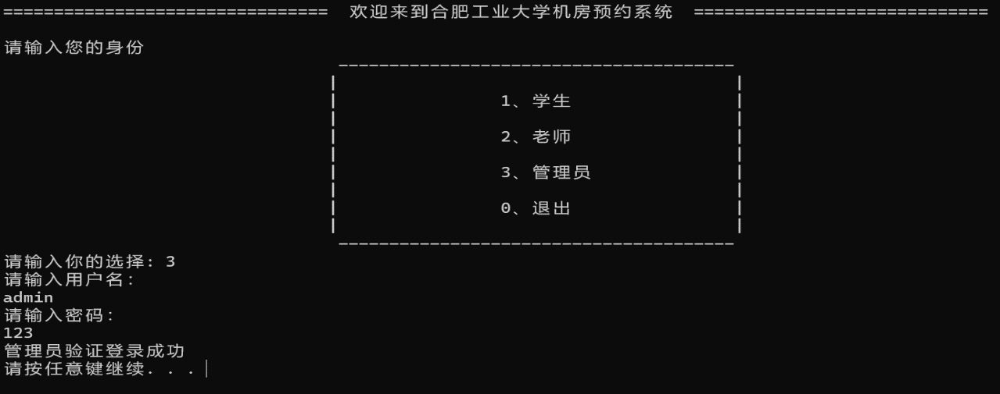 ================================ 欢迎来到合肥工业大学机房预约系统 =============================
请输入您的身份
---------------------------------------
| |
| 1、学生 |
| |
| 2、老师 |
| |
| 3、管理员 |
| |
| 0、退出 |
| |
---------------------------------------
请输入你的选择: 3
请输入用户名:
admin
请输入密码:
123
管理员验证登录成功
请按任意键继续. . .